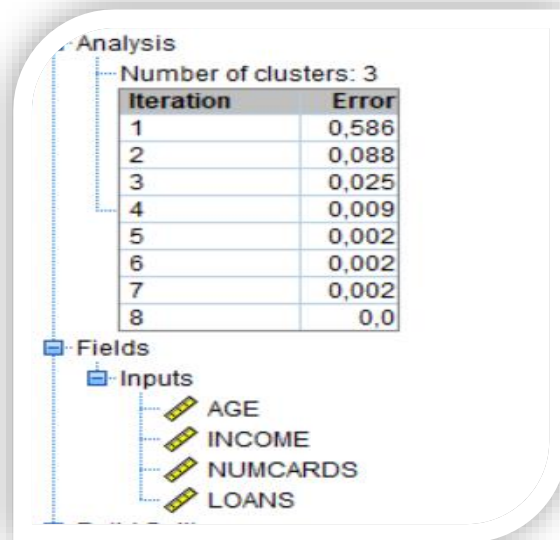 Analysis
Number of clusters: 3
Iteration Error
1 0,586
2 0,088
3 0,025
4 0,009
5 0,002
6 0,002
7 0,002
8 0,0
Fields
Inputs
AGE
INCOME
NUMCARDS
LOANS